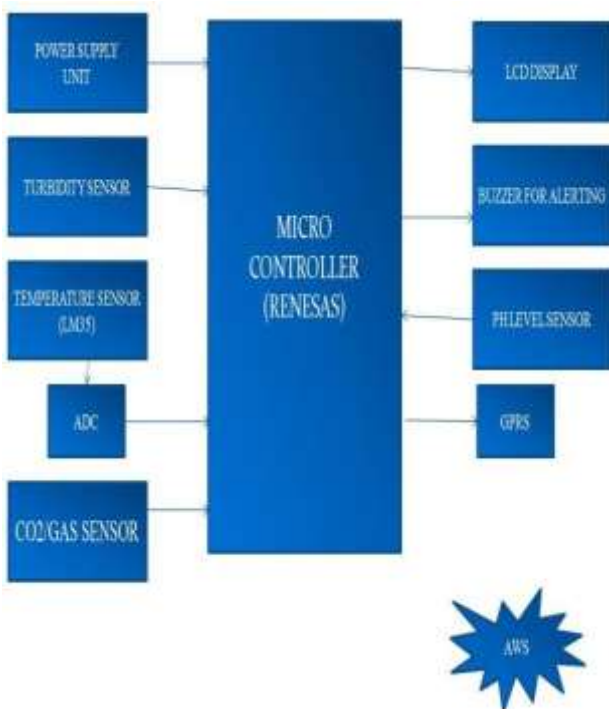 POWER SUPPLY
UNIT
TURBIDITY SENSOR
TEMPERATURE SENSOR
(LM35)
ADC
CO2/GAS SENSOR
MICRO
CONTROLLER
(RENESAS)
LCD DISPLAY
BUZZER FOR ALERTING
PH LEVEL SENSOR
GPRS
AWS